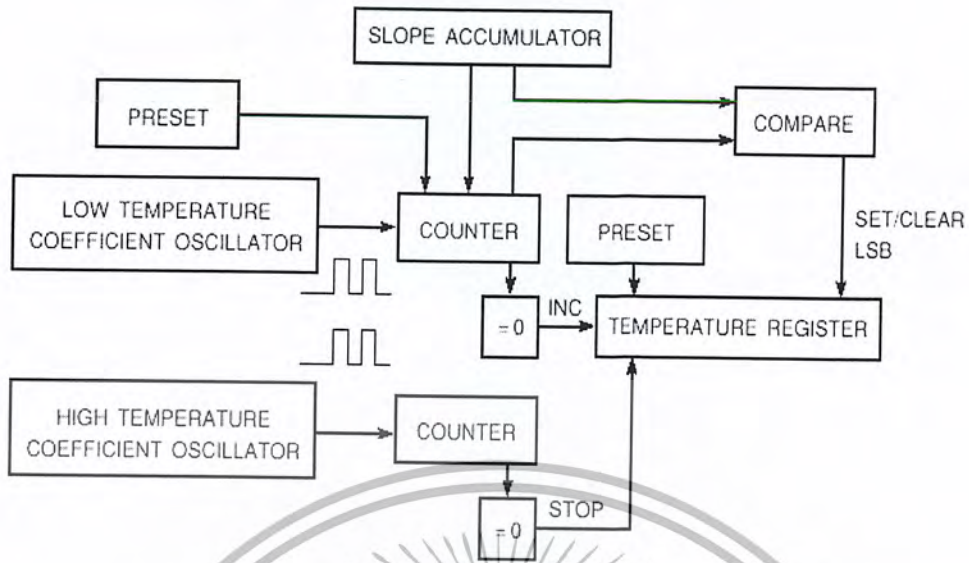 SLOPE ACCUMULATOR
PRESET
COMPARE
LOW TEMPERATURE
COEFFICIENT OSCILLATOR
COUNTER
PRESET
SET/CLEAR
LSB
= 0
INC
TEMPERATURE REGISTER
HIGH TEMPERATURE
COEFFICIENT OSCILLATOR
COUNTER
= 0
STOP